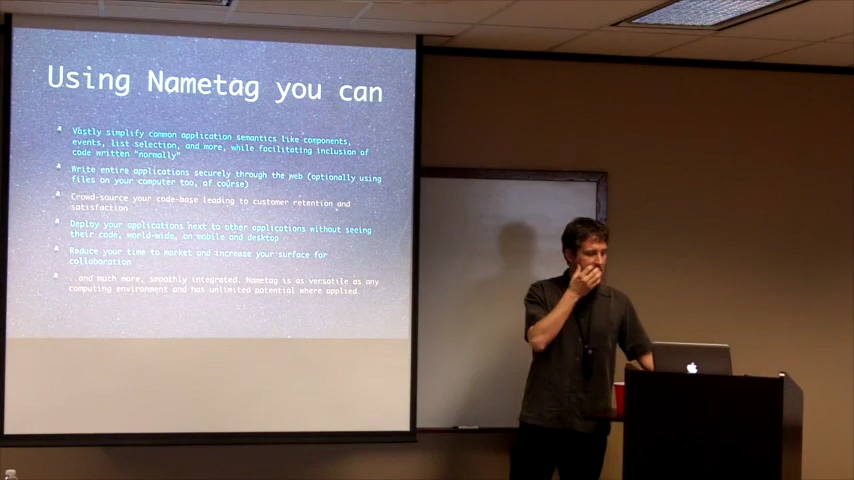 Using Nametag you can
Vastly simplify common application semantics like components,
events, list selection, and more, while facilitating inclusion of
code written "normally"
Write entire applications securely through the web (optionally using
files on your computer too, of course)
Crowd-source your code-base leading to customer retention and
satisfaction
Deploy your applications next to other applications without seeing
their code, world-wide, on mobile and desktop
Reduce your time to market and increase your surface for
collaboration
...and much more, smoothly integrated. Nametag is as versatile as any
computing environment and has unlimited potential where applied.